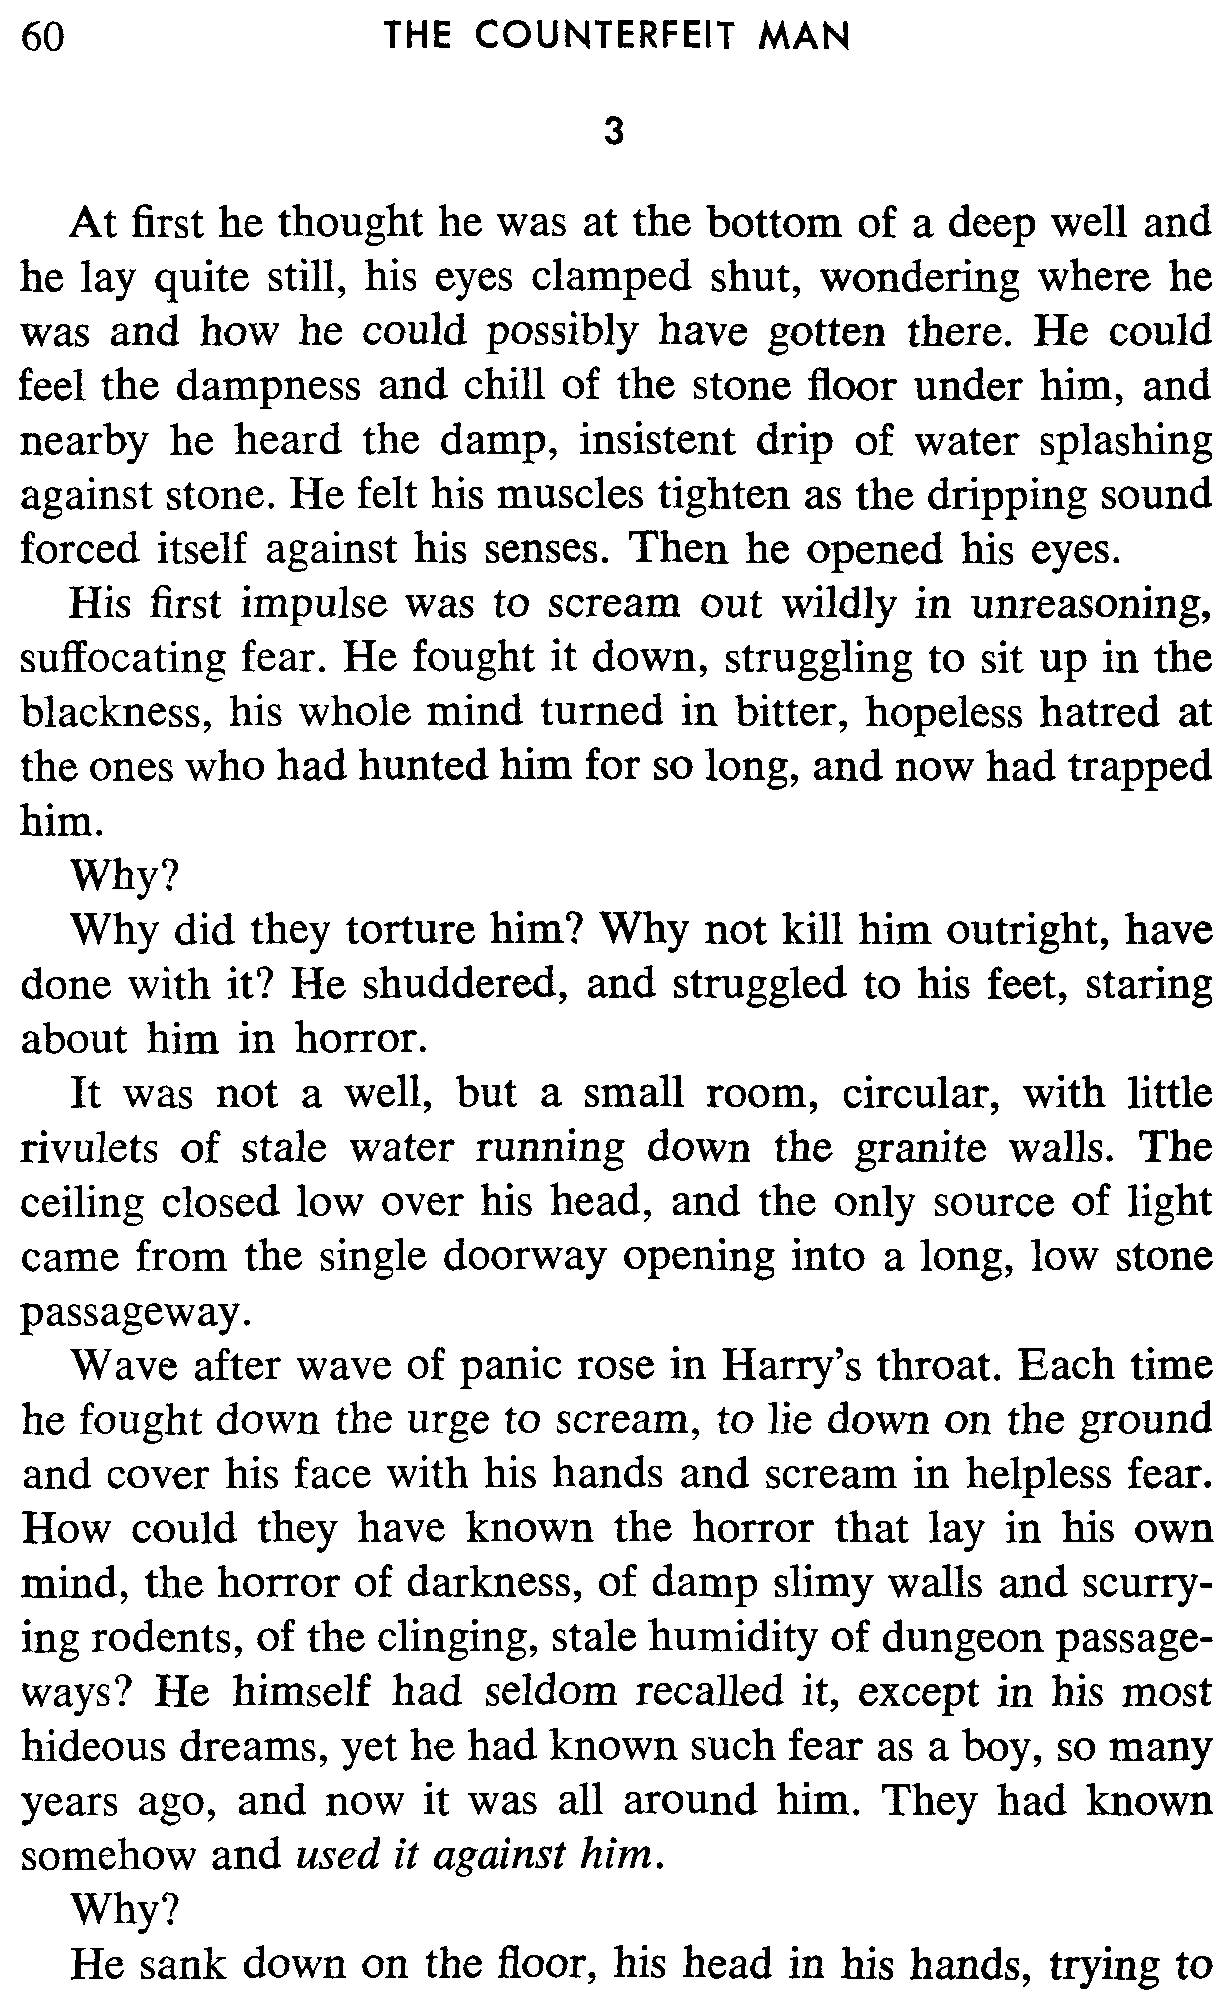 60 THE COUNTERFEIT MAN
3
At first he thought he was at the bottom of a deep well and
he lay quite still, his eyes clamped shut, wondering where he
was and how he could possibly have gotten there. He could
feel the dampness and chill of the stone floor under him, and
nearby he heard the damp, insistent drip of water splashing
against stone. He felt his muscles tighten as the dripping sound
forced itself against his senses. Then he opened his eyes.
His first impulse was to scream out wildly in unreasoning,
suffocating fear. He fought it down, struggling to sit up in the
blackness, his whole mind turned in bitter, hopeless hatred at
the ones who had hunted him for so long, and now had trapped
him.
Why?
Why did they torture him? Why not kill him outright, have
done with it? He shuddered, and struggled to his feet, staring
about him in horror.
It was not a well, but a small room, circular, with little
rivulets of stale water running down the granite walls. The
ceiling closed low over his head, and the only source of light
came from the single doorway opening into a long, low stone
passageway.
Wave after wave of panic rose in Harry's throat. Each time
he fought down the urge to scream, to lie down on the ground
and cover his face with his hands and scream in helpless fear.
How could they have known the horror that lay in his own
mind, the horror of darkness, of damp slimy walls and scurry-
ing rodents, of the clinging, stale humidity of dungeon passage-
ways? He himself had seldom recalled it, except in his most
hideous dreams, yet he had known such fear as a boy, so many
years ago, and now it was all around him. They had known
somehow and used it against him.
Why?
He sank down on the floor, his head in his hands, trying to